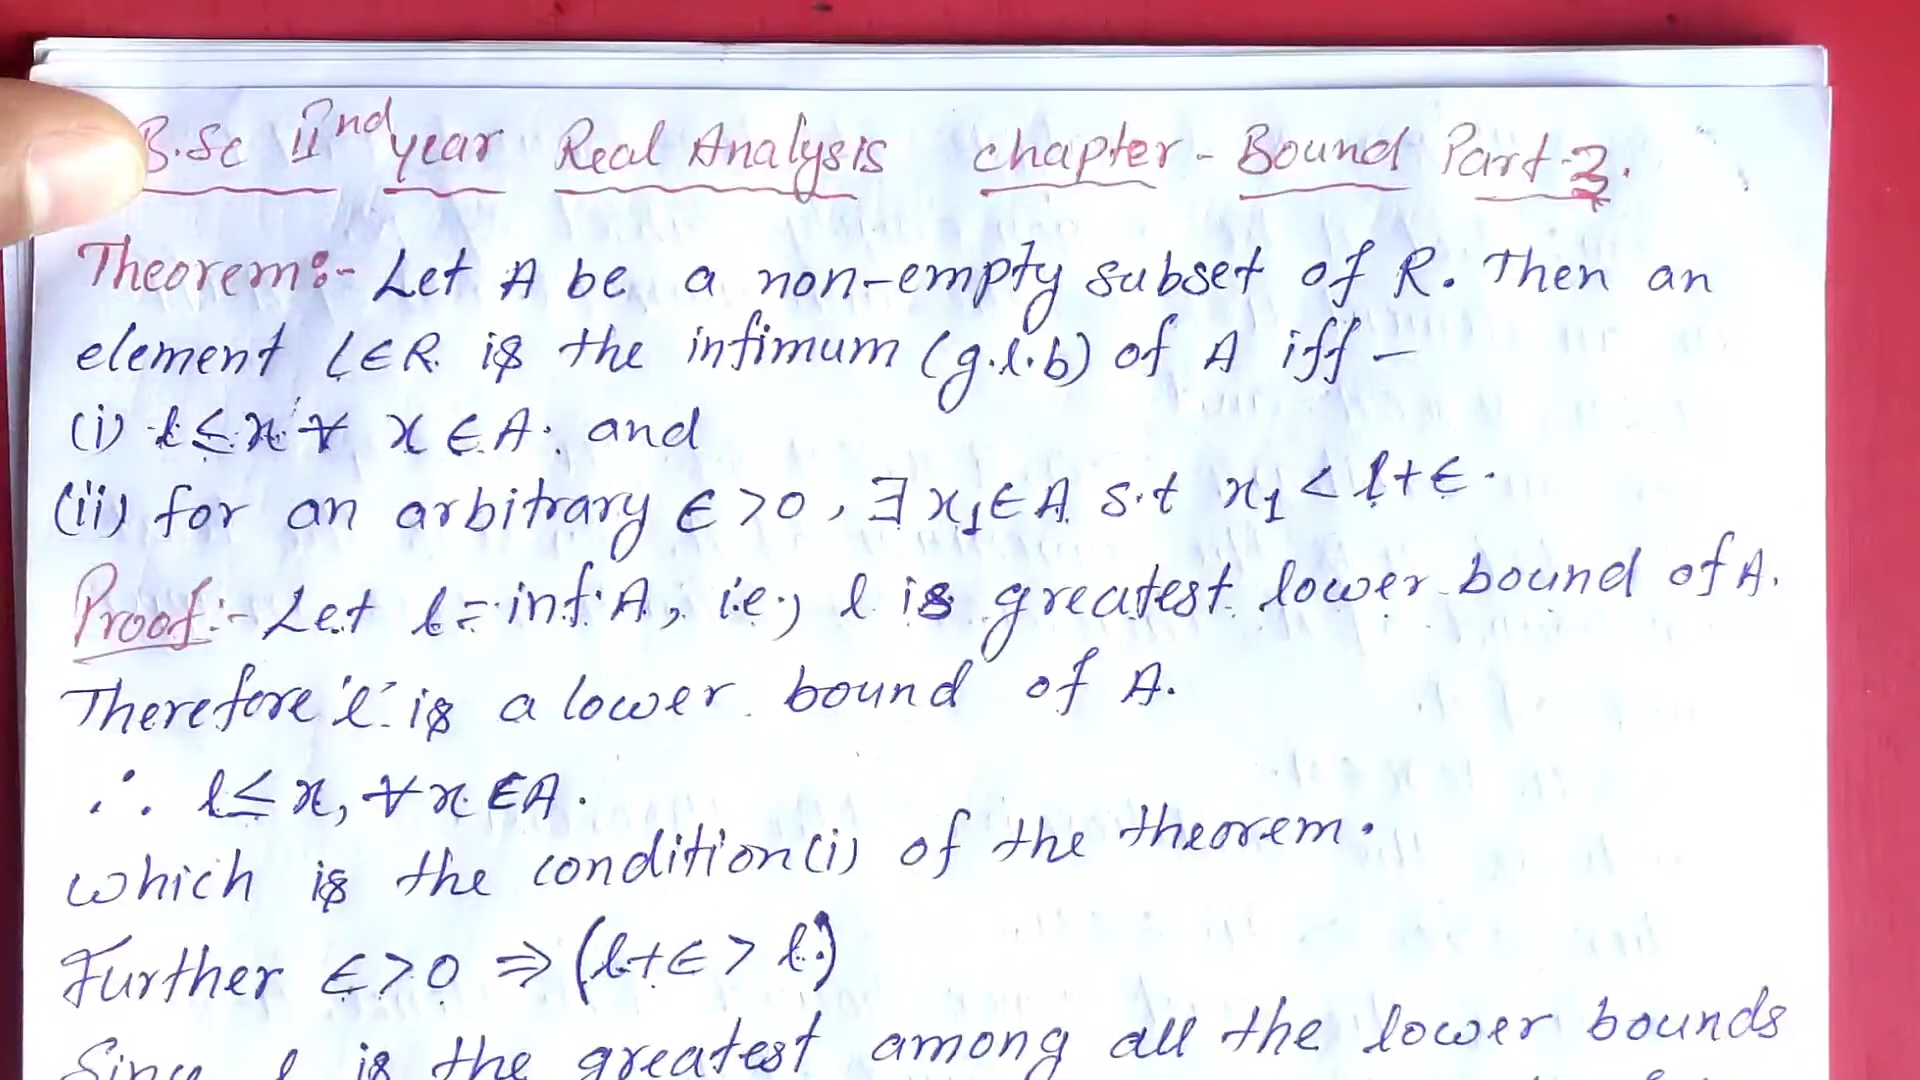 B.Sc IInd year Real Analysis chapter - Bound Part-3.
Theorem:- Let A be a non-empty subset of R. Then an
element l∈R is the infimum (g.l.b) of A iff -
(i) l≤x ∀ x∈A. and
(ii) for an arbitrary ∈>0, ∃ x₁∈A s.t x₁<l+∈.
Proof:- Let l=inf.A, i.e., l is greatest lower bound of A.
Therefore 'l' is a lower bound of A.
∴ l≤x, ∀x∈A.
which is the condition(i) of the theorem.
Further ∈>0 ⇒ (l+∈>l.)
Since l is the greatest among all the lower bounds